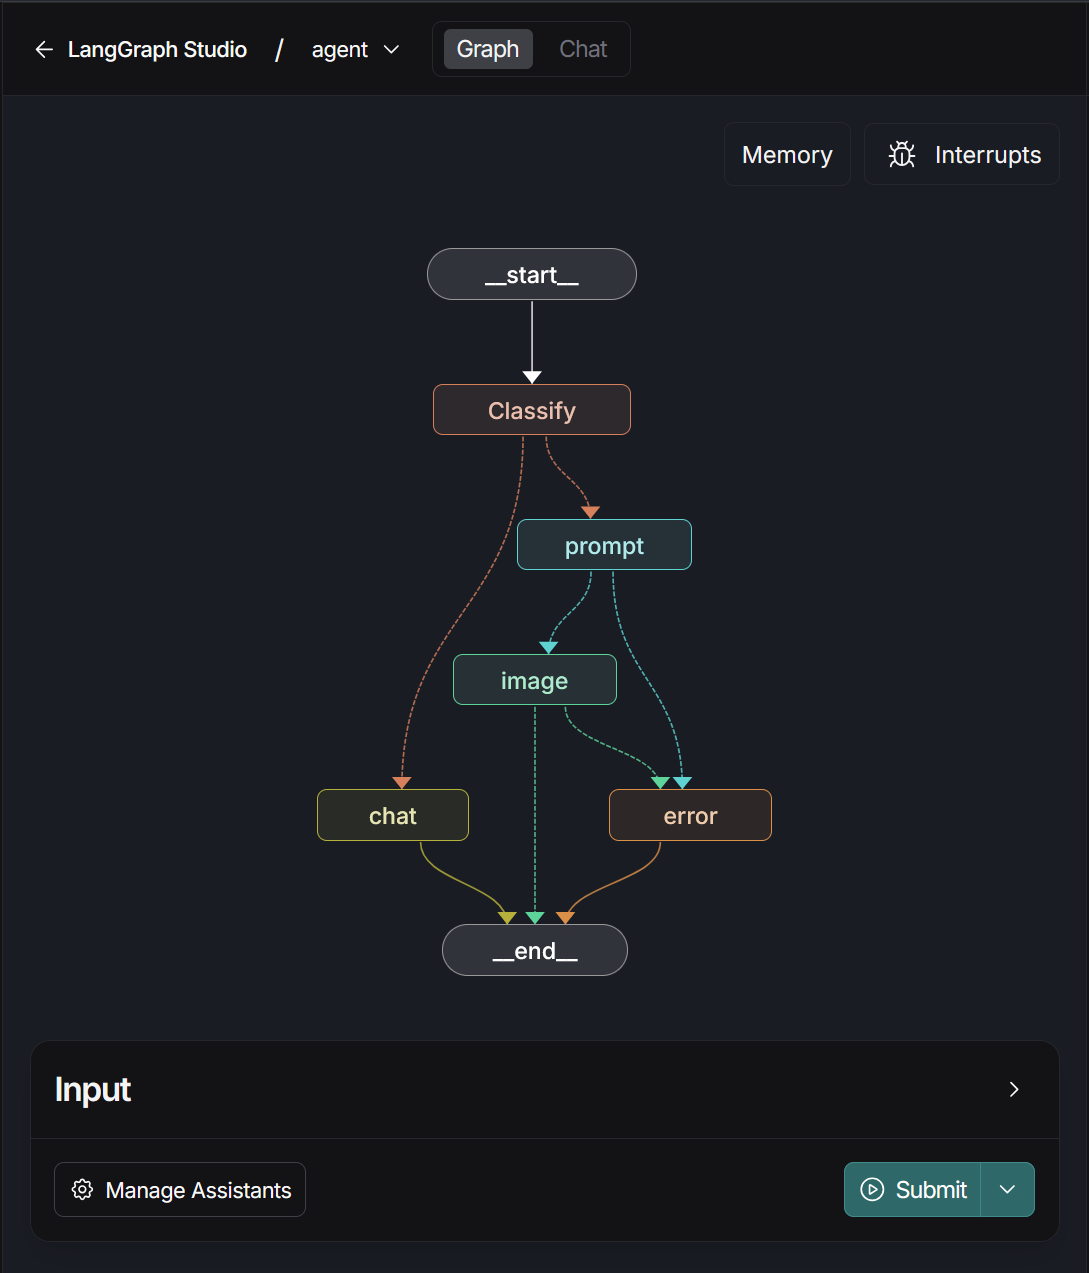 LangGraph Studio / agent Graph Chat
Memory Interrupts
__start__
Classify
prompt
image
chat error
__end__
Input
Manage Assistants Submit